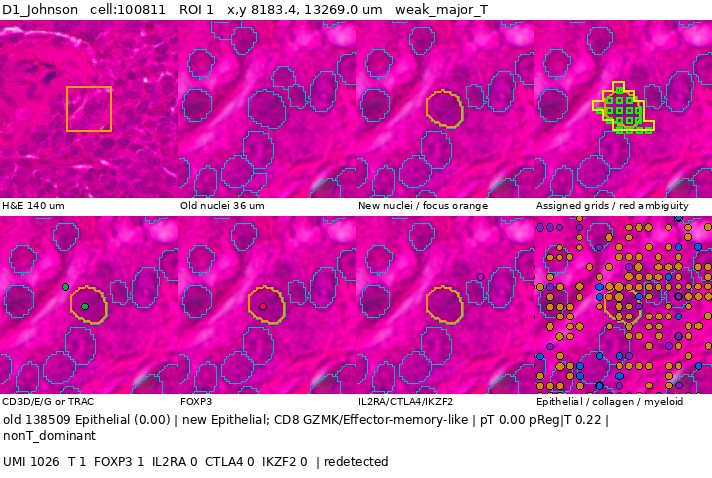 D1_Johnson cell:100811 ROI 1 x,y 8183.4, 13269.0 um weak_major_T
H&E 140 um
Old nuclei 36 um
New nuclei / focus orange
Assigned grids / red ambiguity
CD3D/E/G or TRAC
FOXP3
IL2RA/CTLA4/IKZF2
Epithelial / collagen / myeloid
old 138509 Epithelial (0.00) | new Epithelial; CD8 GZMK/Effector-memory-like | pT 0.00 pReg|T 0.22 |
nonT_dominant
UMI 1026 T 1 FOXP3 1 IL2RA 0 CTLA4 0 IKZF2 0 | redetected